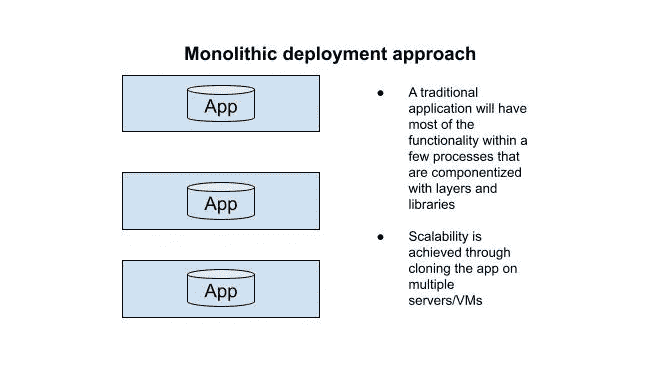 Monolithic deployment approach
App
App
App
● A traditional
application will have
most of the
functionality within a
few processes that
are componentized
with layers and
libraries
● Scalability is
achieved through
cloning the app on
multiple
servers/VMs